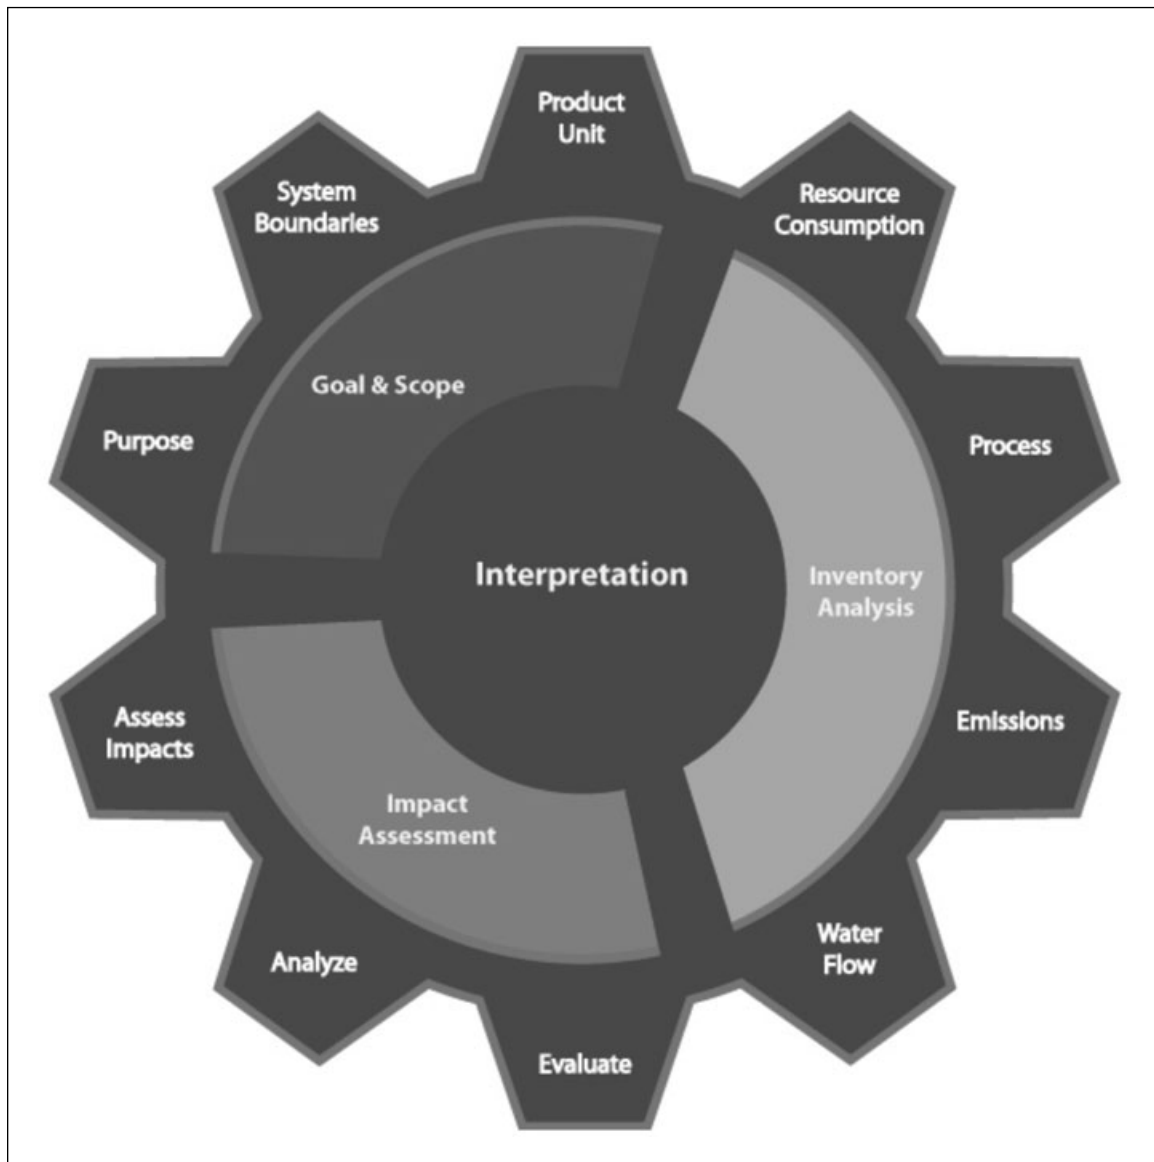 Product
Unit
System
Boundaries
Resource
Consumption
Goal & Scope
Purpose
Process
Interpretation
Inventory
Analysis
Assess
Impacts
Emissions
Impact
Assessment
Analyze
Water
Flow
Evaluate